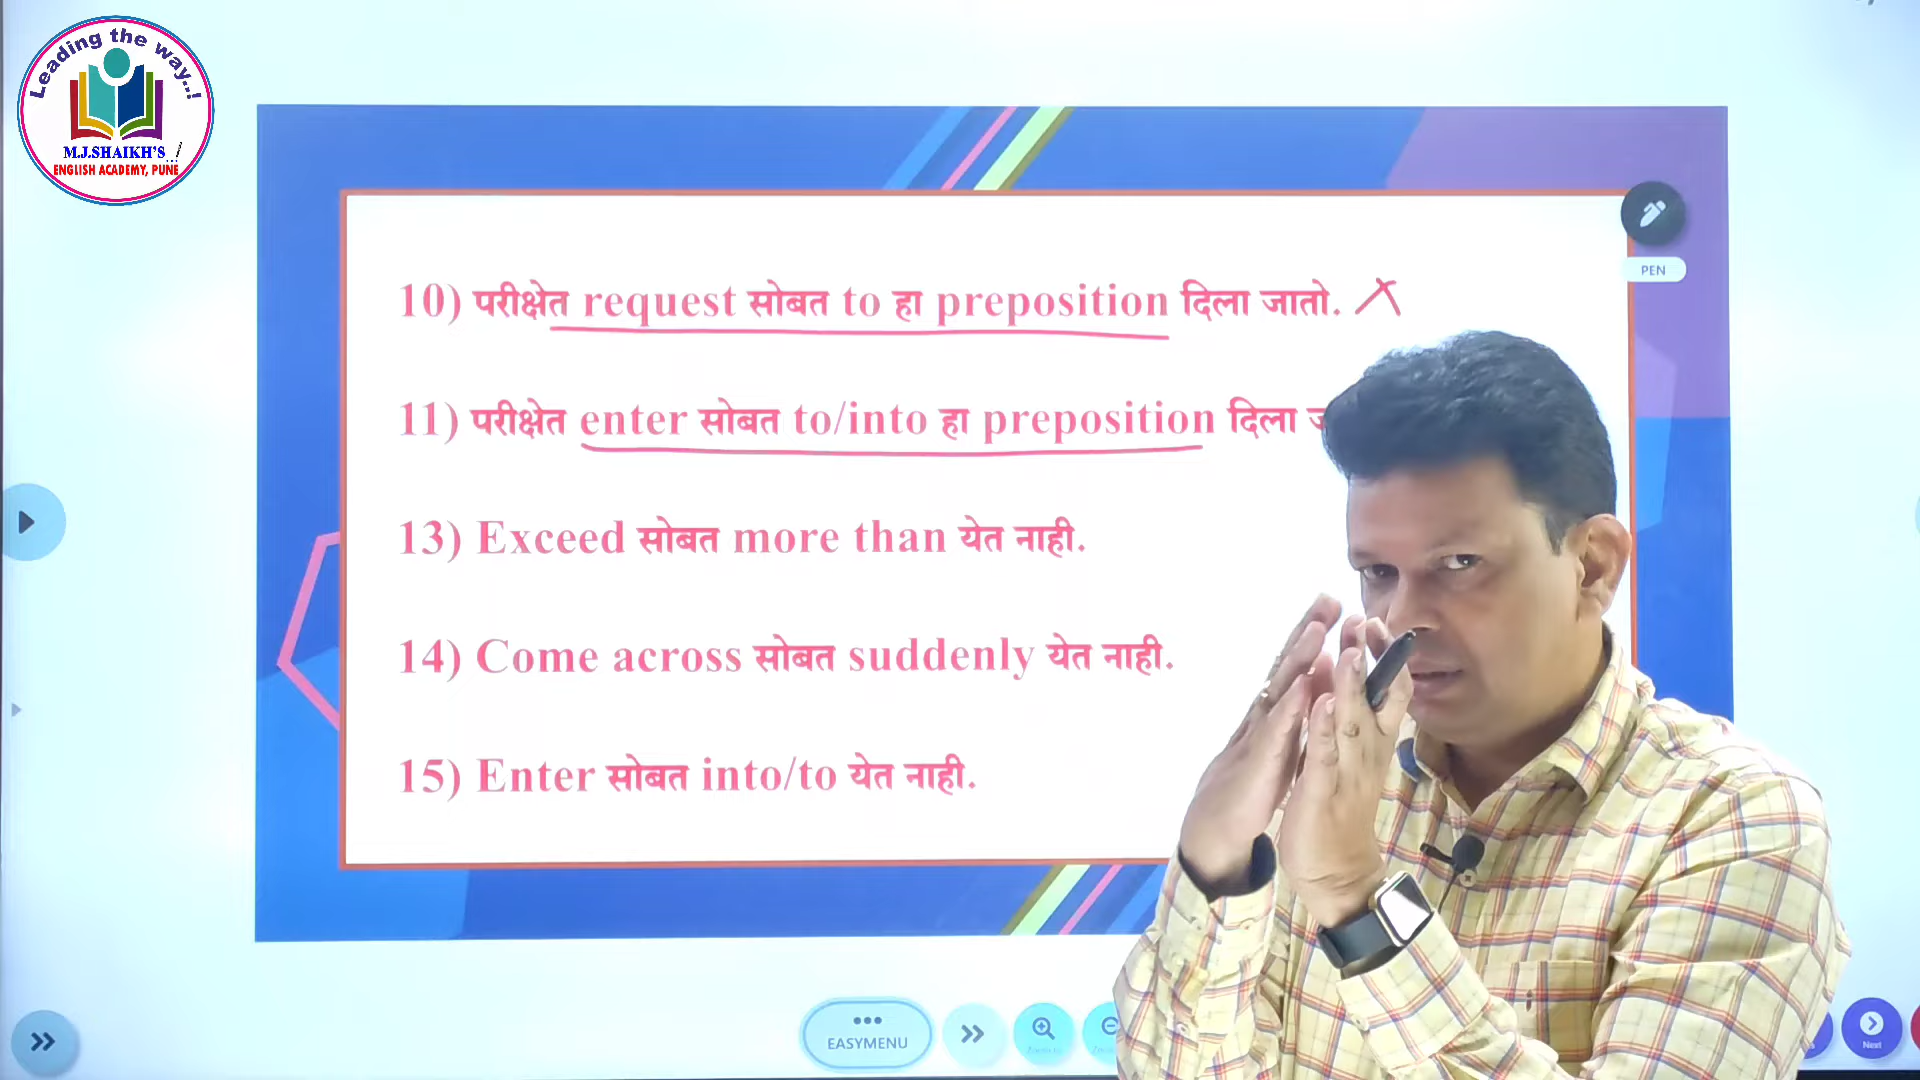 Leading the way..!
M.J.SHAIKH'S
ENGLISH ACADEMY, PUNE
PEN
10) परीक्षेत request सोबत to हा preposition दिला जातो.
11) परीक्षेत enter सोबत to/into हा preposition दिला
13) Exceed सोबत more than येत नाही.
14) Come across सोबत suddenly येत नाही.
15) Enter सोबत into/to येत नाही.
EASYMENU
Next